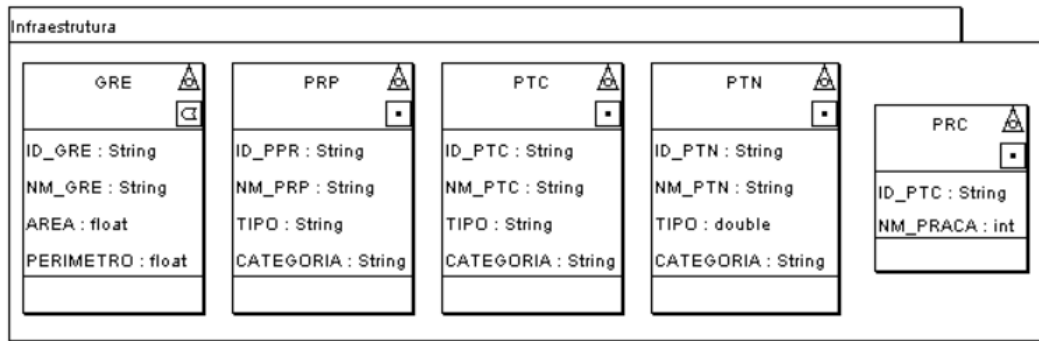 Infraestrutura
GRE
ID_GRE : String
NM_GRE : String
AREA : float
PERIMETRO : float
PRP
ID_PPR : String
NM_PRP : String
TIPO : String
CATEGORIA : String
PTC
ID_PTC : String
NM_PTC : String
TIPO : String
CATEGORIA : String
PTN
ID_PTN : String
NM_PTN : String
TIPO : double
CATEGORIA : String
PRC
ID_PTC : String
NM_PRACA : int